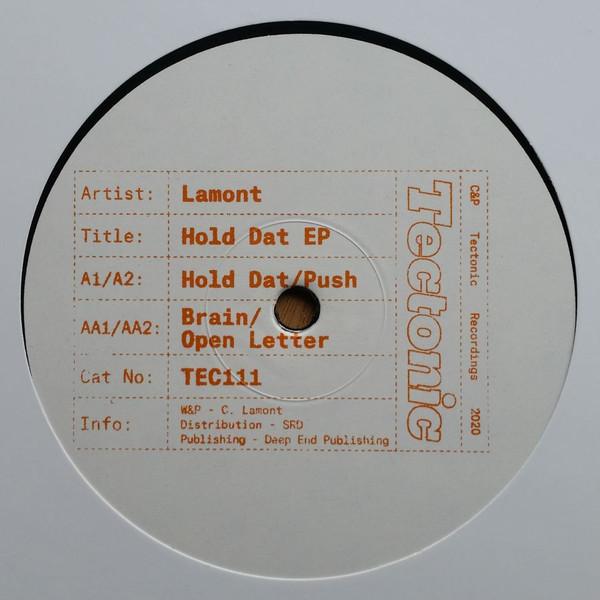 Artist: Lamont
Title: Hold Dat EP
A1/A2: Hold Dat/Push
AA1/AA2: Brain/
Open Letter
Cat No: TEC111
Info: W&P - C. Lamont
Distribution - SRD
Publishing - Deep End Publishing
Tectonic
C&P Tectonic Recordings 2020